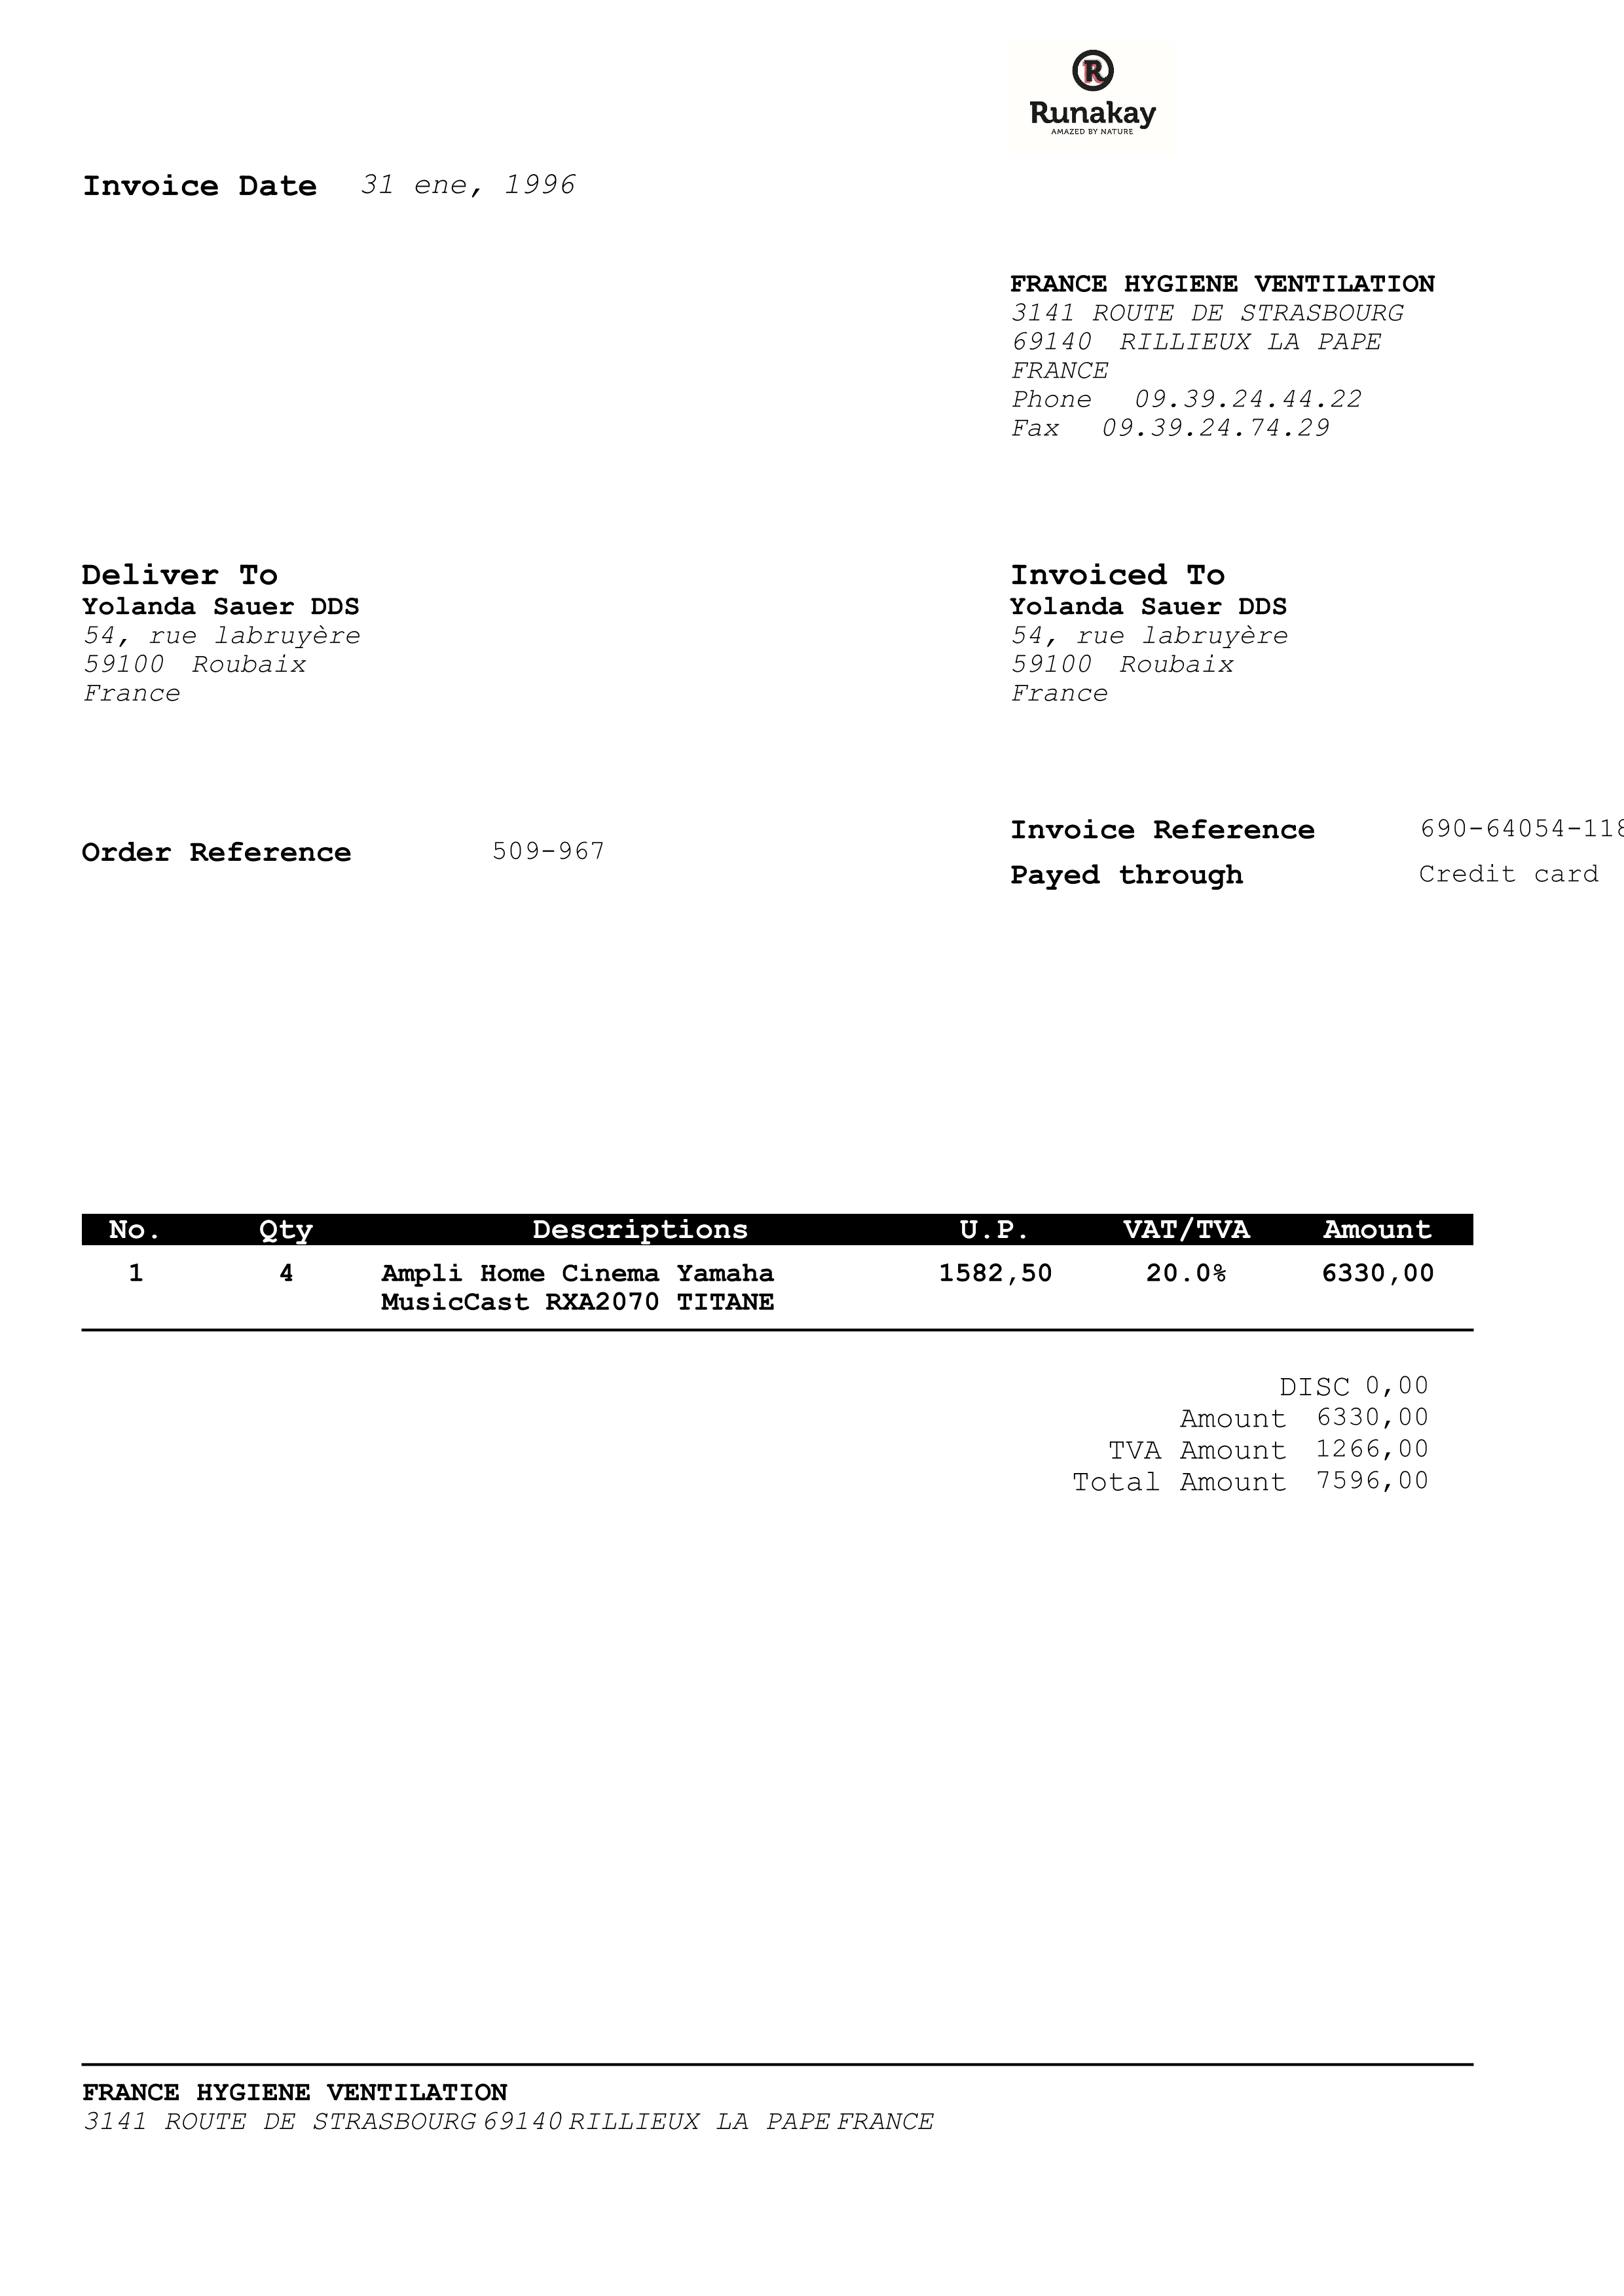 R
Runakay
AMAZED BY NATURE
Invoice Date 31 ene, 1996
FRANCE HYGIENE VENTILATION
3141 ROUTE DE STRASBOURG
69140 RILLIEUX LA PAPE
FRANCE
Phone 09.39.24.44.22
Fax 09.39.24.74.29
Deliver To
Yolanda Sauer DDS
54, rue labruyère
59100 Roubaix
France
Invoiced To
Yolanda Sauer DDS
54, rue labruyère
59100 Roubaix
France
Order Reference 509-967
Invoice Reference 690-64054-118
Payed through Credit card
No. Qty Descriptions U.P. VAT/TVA Amount
1 4 Ampli Home Cinema Yamaha 1582,50 20.0% 6330,00
MusicCast RXA2070 TITANE
DISC 0,00
Amount 6330,00
TVA Amount 1266,00
Total Amount 7596,00
FRANCE HYGIENE VENTILATION
3141 ROUTE DE STRASBOURG 69140 RILLIEUX LA PAPE FRANCE